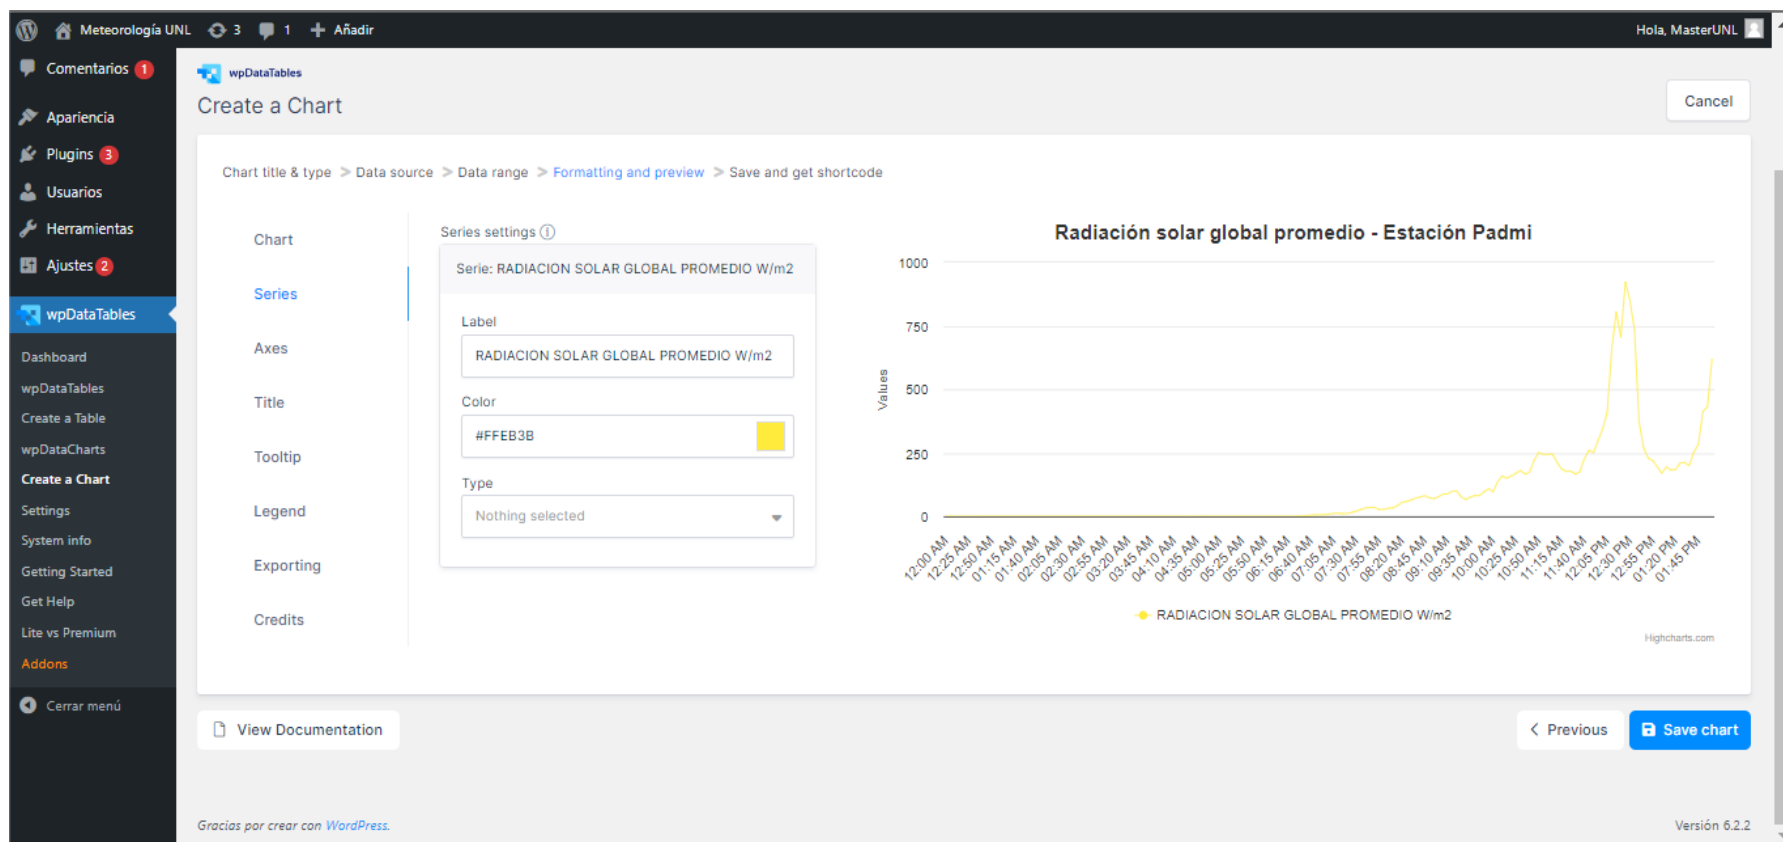 Meteorología UNL 3 1 Añadir Hola, MasterUNL
Comentarios 1
Apariencia
Plugins 3
Usuarios
Herramientas
Ajustes 2
wpDataTables
Dashboard
wpDataTables
Create a Table
wpDataCharts
Create a Chart
Settings
System info
Getting Started
Get Help
Lite vs Premium
Addons
Cerrar menú
wpDataTables
Create a Chart
Cancel
Chart title & type > Data source > Data range > Formatting and preview > Save and get shortcode
Chart
Series
Axes
Title
Tooltip
Legend
Exporting
Credits
Series settings
Serie: RADIACION SOLAR GLOBAL PROMEDIO W/m2
Label
RADIACION SOLAR GLOBAL PROMEDIO W/m2
Color
#FFEB3B
Type
Nothing selected
Radiación solar global promedio - Estación Padmi
1000
750
500
250
0
Values
12:00 AM
12:25 AM
12:50 AM
01:15 AM
01:40 AM
02:05 AM
02:30 AM
02:55 AM
03:20 AM
03:45 AM
04:10 AM
04:35 AM
05:00 AM
05:25 AM
05:50 AM
06:15 AM
06:40 AM
07:05 AM
07:30 AM
07:55 AM
08:20 AM
08:45 AM
09:10 AM
09:35 AM
10:00 AM
10:25 AM
10:50 AM
11:15 AM
11:40 AM
12:05 PM
12:30 PM
12:55 PM
01:20 PM
01:45 PM
RADIACION SOLAR GLOBAL PROMEDIO W/m2
Highcharts.com
View Documentation
Previous
Save chart
Gracias por crear con WordPress.
Versión 6.2.2